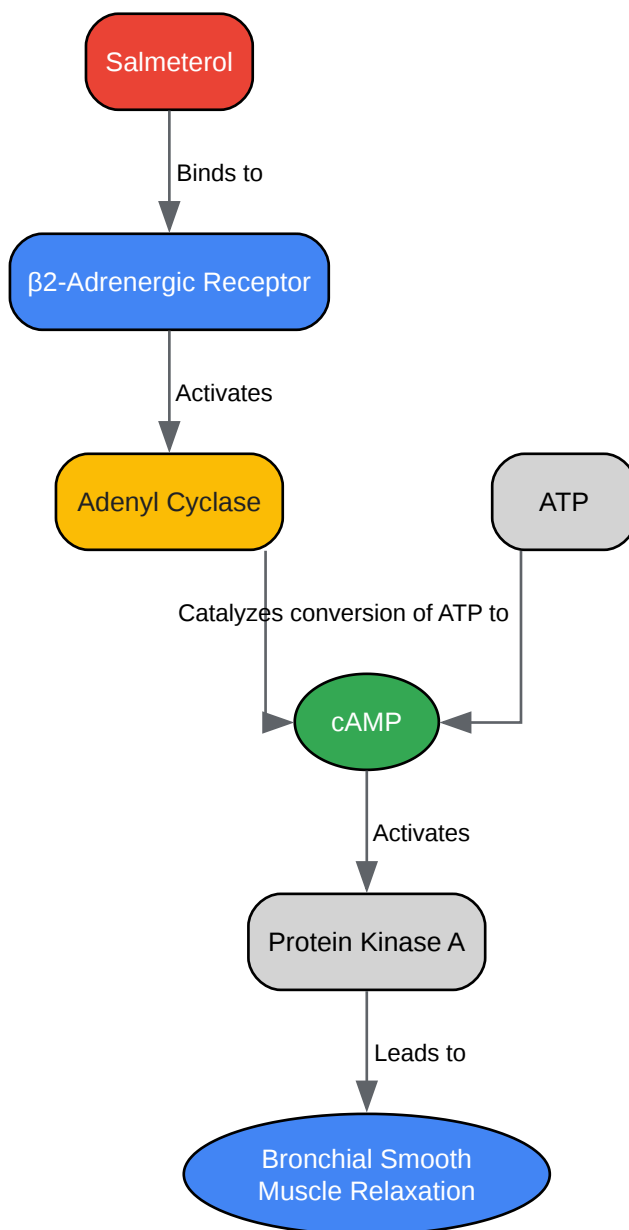 Salmeterol
Binds to
β2-Adrenergic Receptor
Activates
Adenyl Cyclase
ATP
Catalyzes conversion of ATP to
cAMP
Activates
Protein Kinase A
Leads to
Bronchial Smooth
Muscle Relaxation